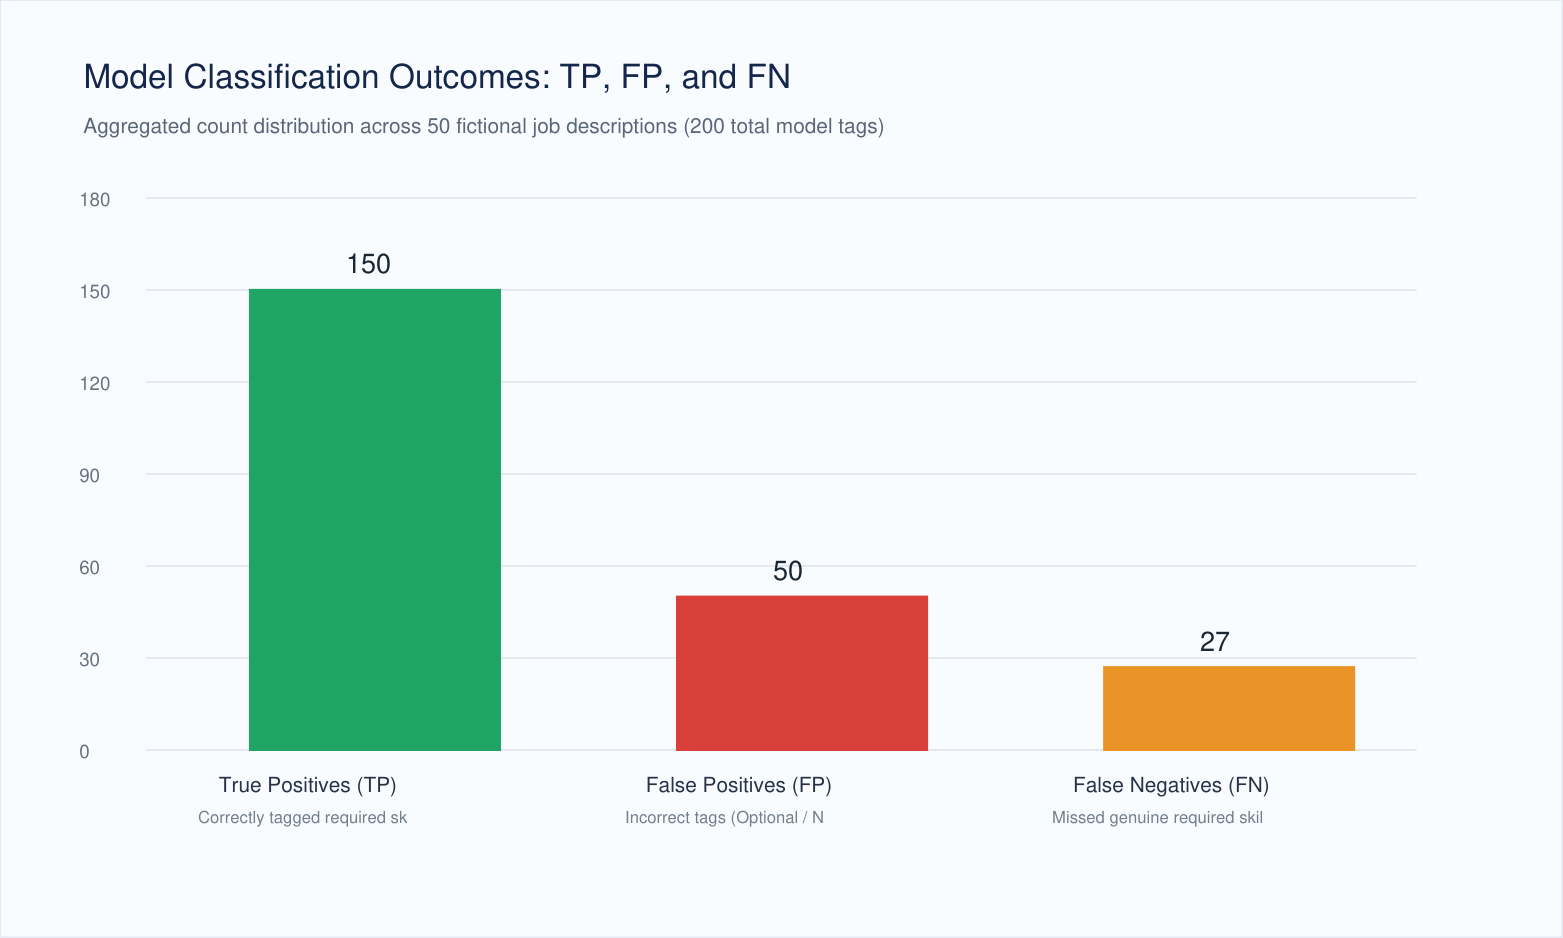 Model Classification Outcomes: TP, FP, and FN
Aggregated count distribution across 50 fictional job descriptions (200 total model tags)
180
150
150
120
90
60
50
30
27
0
True Positives (TP) False Positives (FP) False Negatives (FN)
Correctly tagged required sk Incorrect tags (Optional / N Missed genuine required skil